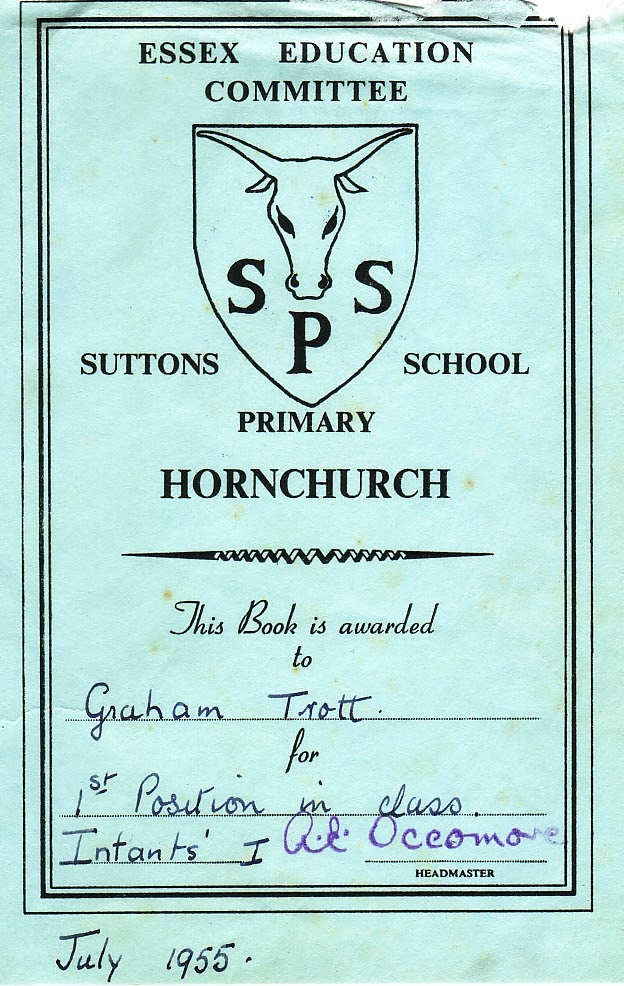 ESSEX EDUCATION
COMMITTEE
S S
P
SUTTONS SCHOOL
PRIMARY
HORNCHURCH
This Book is awarded
to
Graham Trott.
for
1st Position in class.
Infants' I R.E. Occomore
HEADMASTER
July 1955.